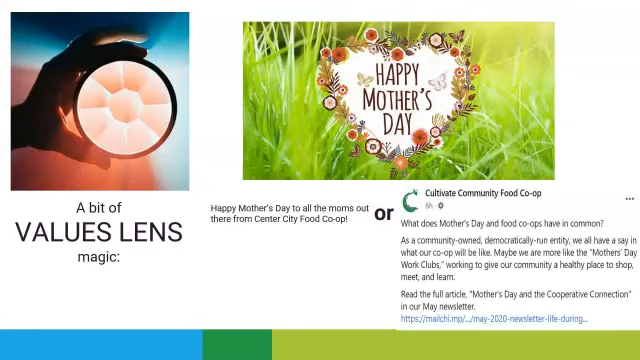 HAPPY
MOTHER'S
DAY
A bit of
VALUES LENS
magic:
Happy Mother's Day to all the moms out
there from Center City Food Co-op!
or
Cultivate Community Food Co-op
6h ·
What does Mother's Day and food co-ops have in common?
As a community-owned, democratically-run entity, we all have a say in
what our co-op will be like. Maybe we are more like the "Mothers' Day
Work Clubs," working to give our community a healthy place to shop,
meet, and learn.
Read the full article, "Mother's Day and the Cooperative Connection"
in our May newsletter.
https://mailchi.mp/.../may-2020-newsletter-life-during...